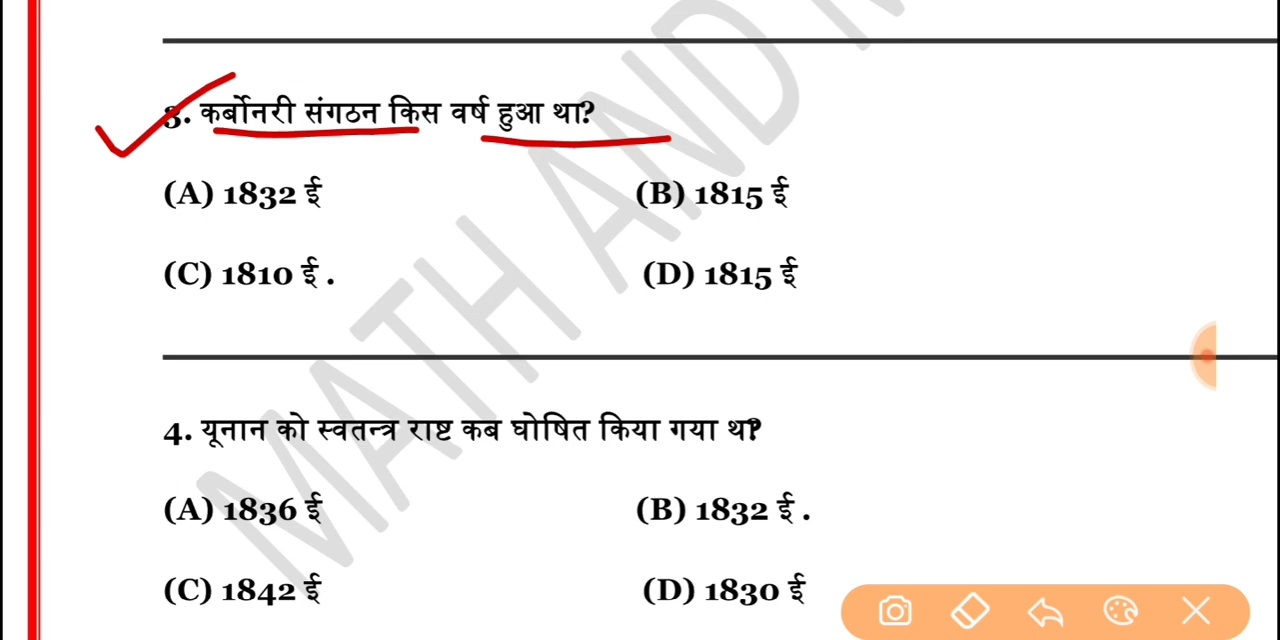 3. कर्बोनरी संगठन किस वर्ष हुआ था?
(A) 1832 ई (B) 1815 ई
(C) 1810 ई . (D) 1815 ई
4. यूनान को स्वतन्त्र राष्ट कब घोषित किया गया था?
(A) 1836 ई (B) 1832 ई .
(C) 1842 ई (D) 1830 ई
MATH AND